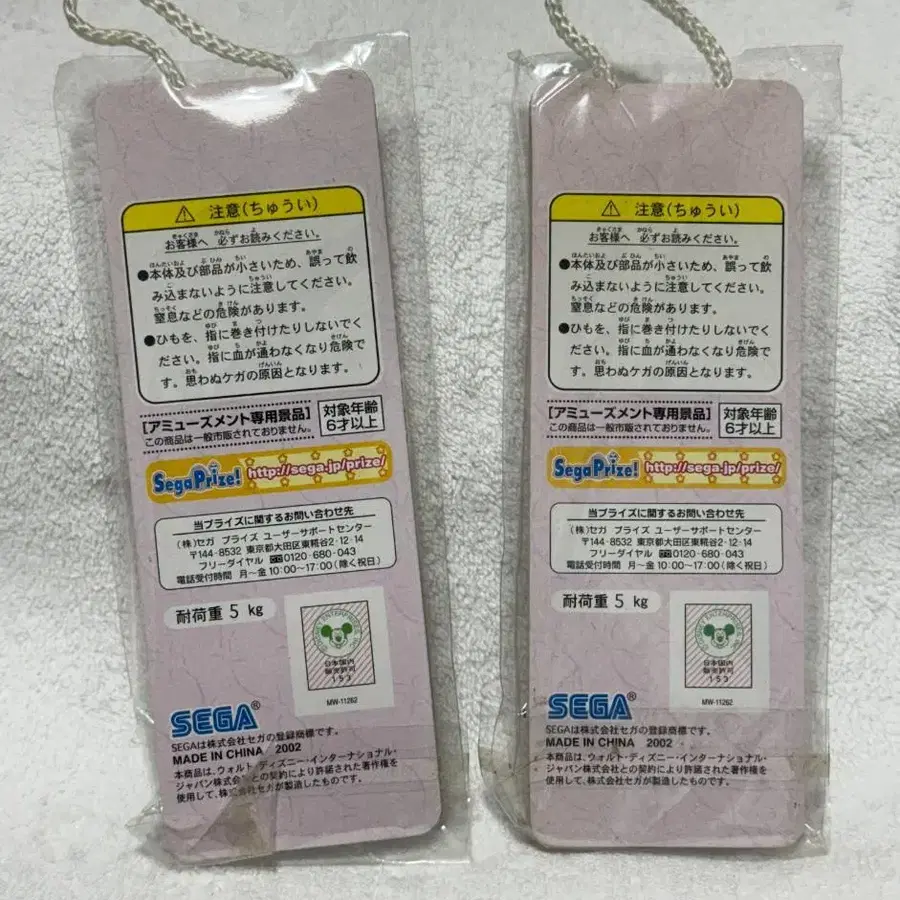 注意(ちゅうい)
お客様へ 必ずお読みください。
●本体及び部品が小さいため、誤って飲
み込まないように注意してください。
窒息などの危険があります。
●ひもを、指に巻き付けたりしないでく
ださい。指に血が通わなくなり危険で
す。思わぬケガの原因となります。
【アミューズメント専用景品】
この商品は一般市販されておりません。
対象年齢
6才以上
SegaPrize!
http://sega.jp/prize/
当プライズに関するお問い合わせ先
(株)セガ プライズ ユーザーサポートセンター
〒144-8532 東京都大田区東糀谷2-12-14
フリーダイヤル 0120-680-043
電話受付時間 月〜金 10:00〜17:00(除く祝日)
耐荷重 5 kg
日本国内
販売許可
153
MW-11262
SEGA®
SEGAは株式会社セガの登録商標です。
MADE IN CHINA 2002
本商品は、ウォルト・ディズニー・インターナショナル・
ジャパン株式会社との契約により許諾された著作権を
使用して、株式会社セガが製造したものです。
注意(ちゅうい)
お客様へ 必ずお読みください。
●本体及び部品が小さいため、誤って飲
み込まないように注意してください。
窒息などの危険があります。
●ひもを、指に巻き付けたりしないでく
ださい。指に血が通わなくなり危険で
す。思わぬケガの原因となります。
【アミューズメント専用景品】
この商品は一般市販されておりません。
対象年齢
6才以上
SegaPrize!
http://sega.jp/prize/
当プライズに関するお問い合わせ先
(株)セガ プライズ ユーザーサポートセンター
〒144-8532 東京都大田区東糀谷2-12-14
フリーダイヤル 0120-680-043
電話受付時間 月〜金 10:00〜17:00(除く祝日)
耐荷重 5 kg
日本国内
販売許可
153
MW-11262
SEGA®
SEGAは株式会社セガの登録商標です。
MADE IN CHINA 2002
本商品は、ウォルト・ディズニー・インターナショナル・
ジャパン株式会社との契約により許諾された著作権を
使用して、株式会社セガが製造したものです。